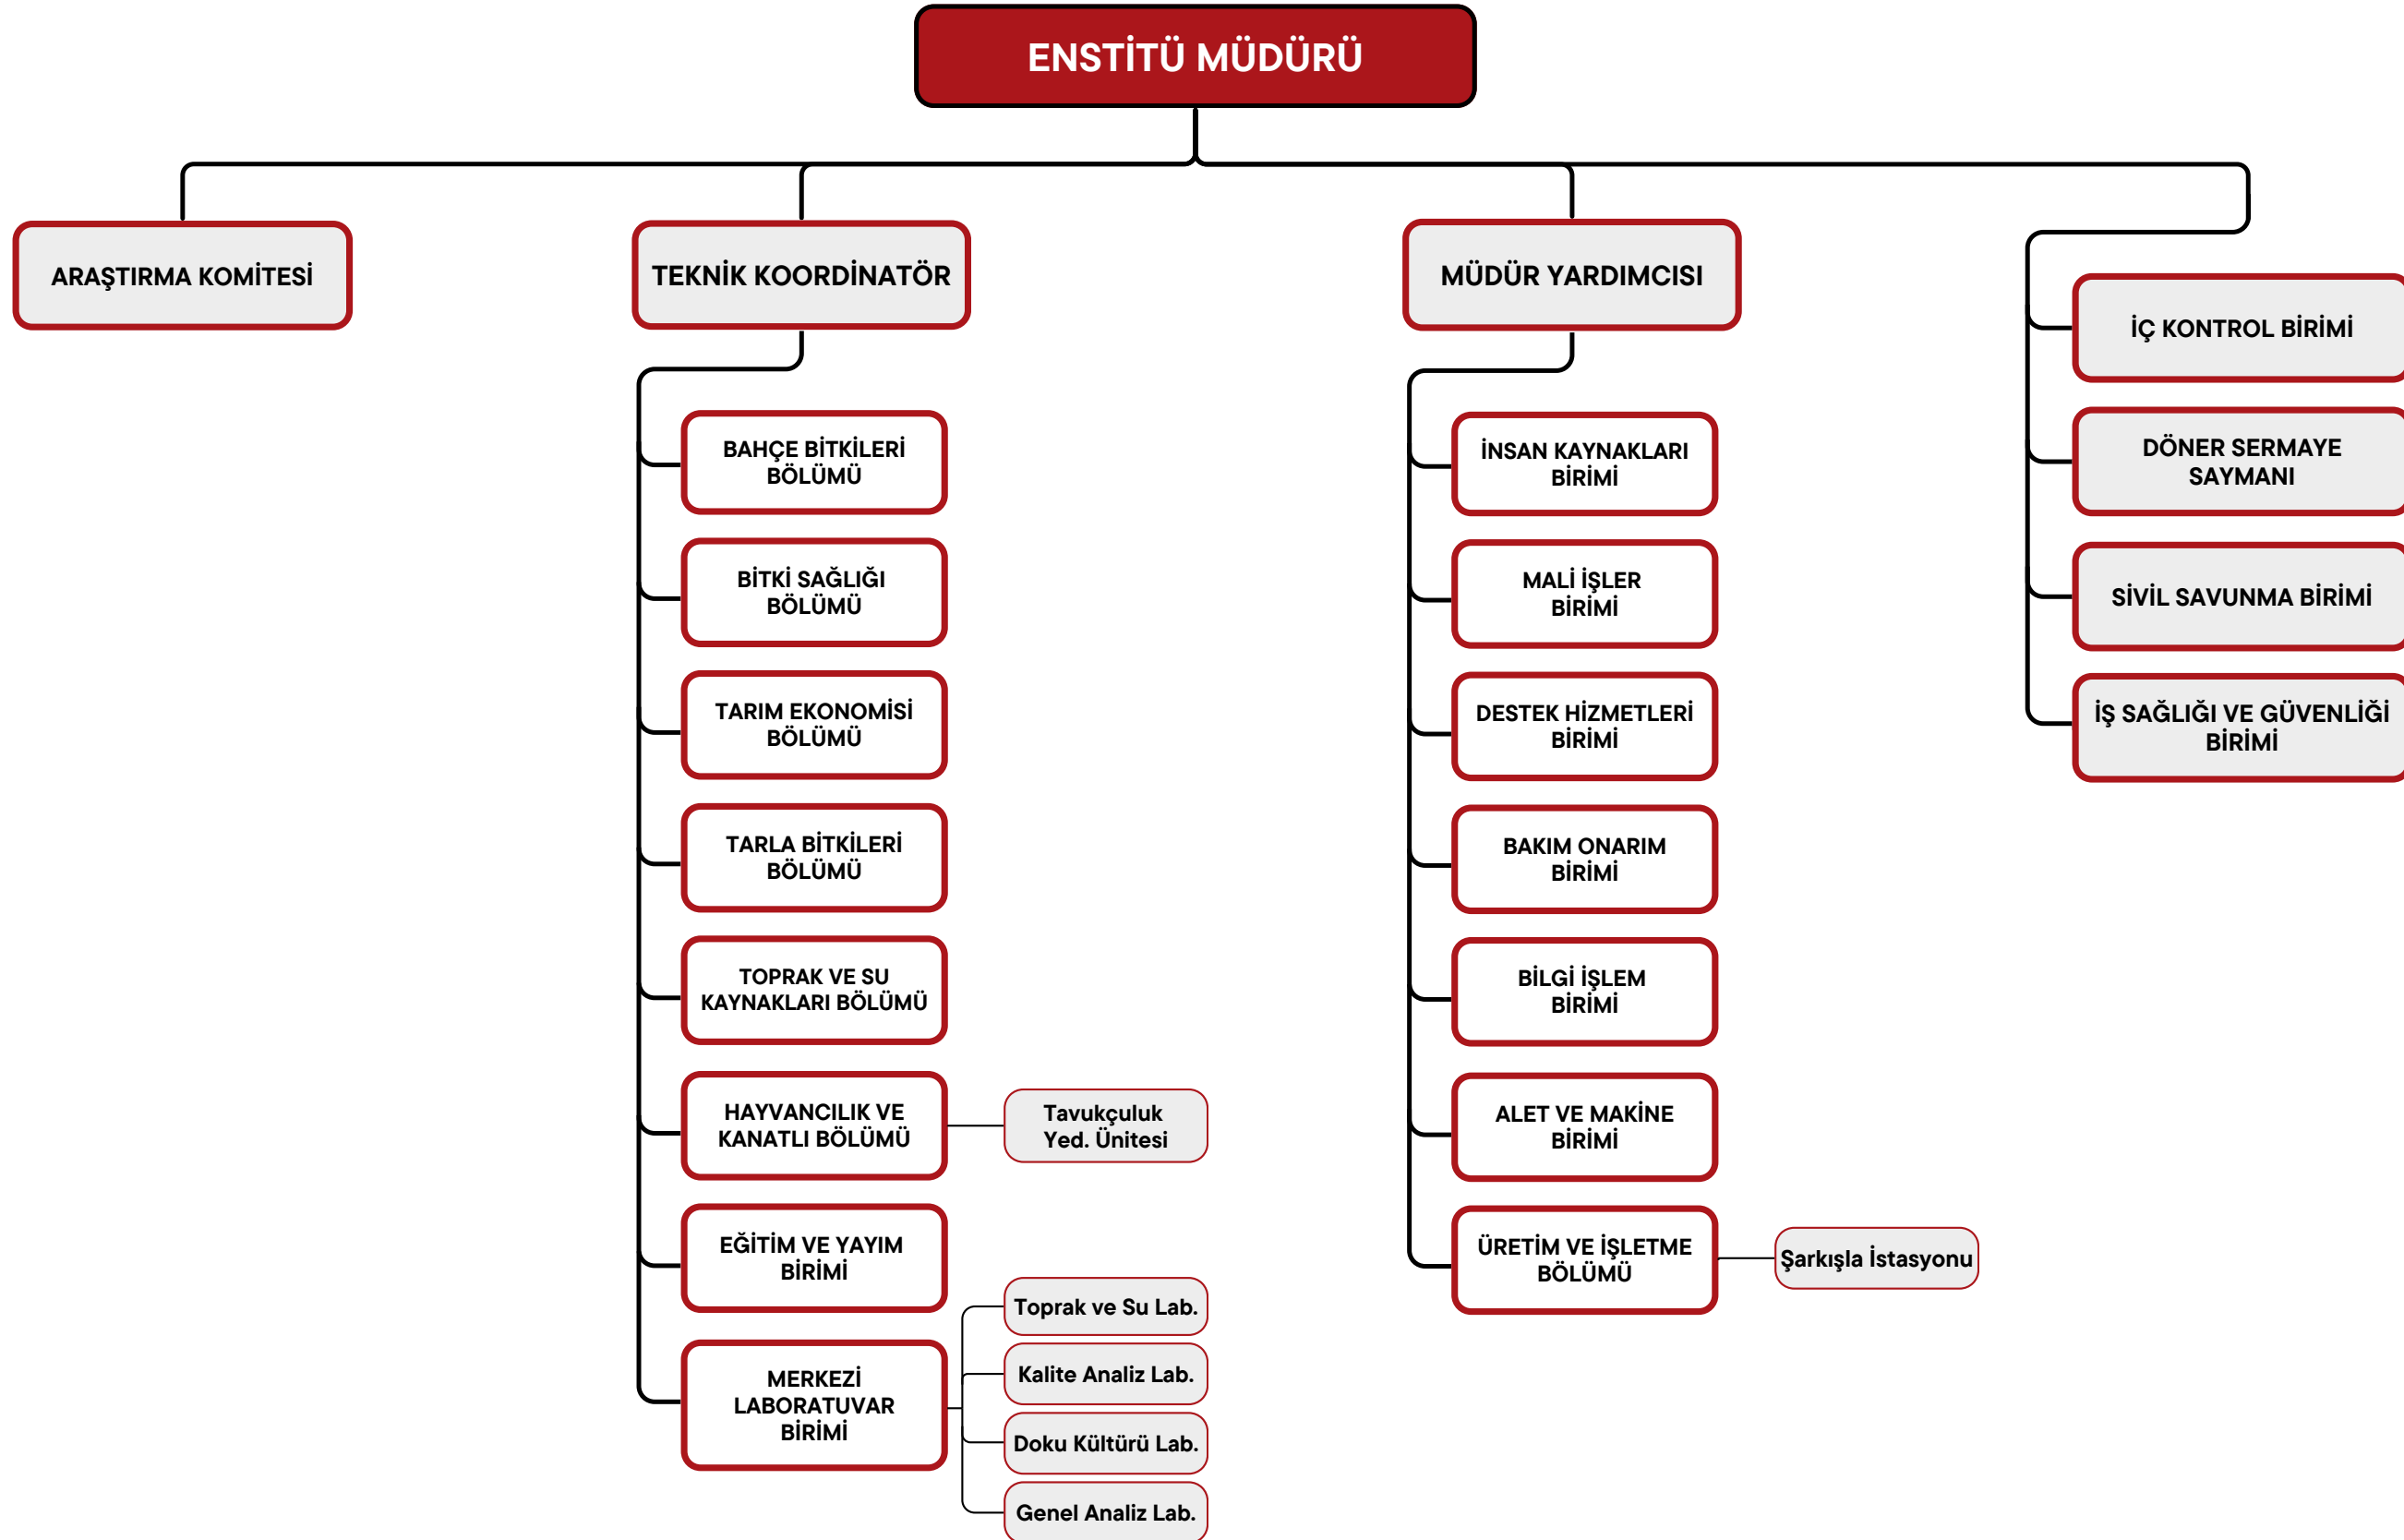 ENSTİTÜ MÜDÜRÜ
ARAŞTIRMA KOMİTESİ
TEKNİK KOORDİNATÖR
BAHÇE BİTKİLERİ
BÖLÜMÜ
BİTKİ SAĞLIĞI
BÖLÜMÜ
TARIM EKONOMİSİ
BÖLÜMÜ
TARLA BİTKİLERİ
BÖLÜMÜ
TOPRAK VE SU
KAYNAKLARI BÖLÜMÜ
HAYVANCILIK VE
KANATLI BÖLÜMÜ
Tavukçuluk
Yed. Ünitesi
EĞİTİM VE YAYIM
BİRİMİ
MERKEZİ
LABORATUVAR
BİRİMİ
Toprak ve Su Lab.
Kalite Analiz Lab.
Doku Kültürü Lab.
Genel Analiz Lab.
MÜDÜR YARDIMCISI
İNSAN KAYNAKLARI
BİRİMİ
MALİ İŞLER
BİRİMİ
DESTEK HİZMETLERİ
BİRİMİ
BAKIM ONARIM
BİRİMİ
BİLGİ İŞLEM
BİRİMİ
ALET VE MAKİNE
BİRİMİ
ÜRETİM VE İŞLETME
BÖLÜMÜ
Şarkışla İstasyonu
İÇ KONTROL BİRİMİ
DÖNER SERMAYE
SAYMANI
SİVİL SAVUNMA BİRİMİ
İŞ SAĞLIĞI VE GÜVENLİĞİ
BİRİMİ